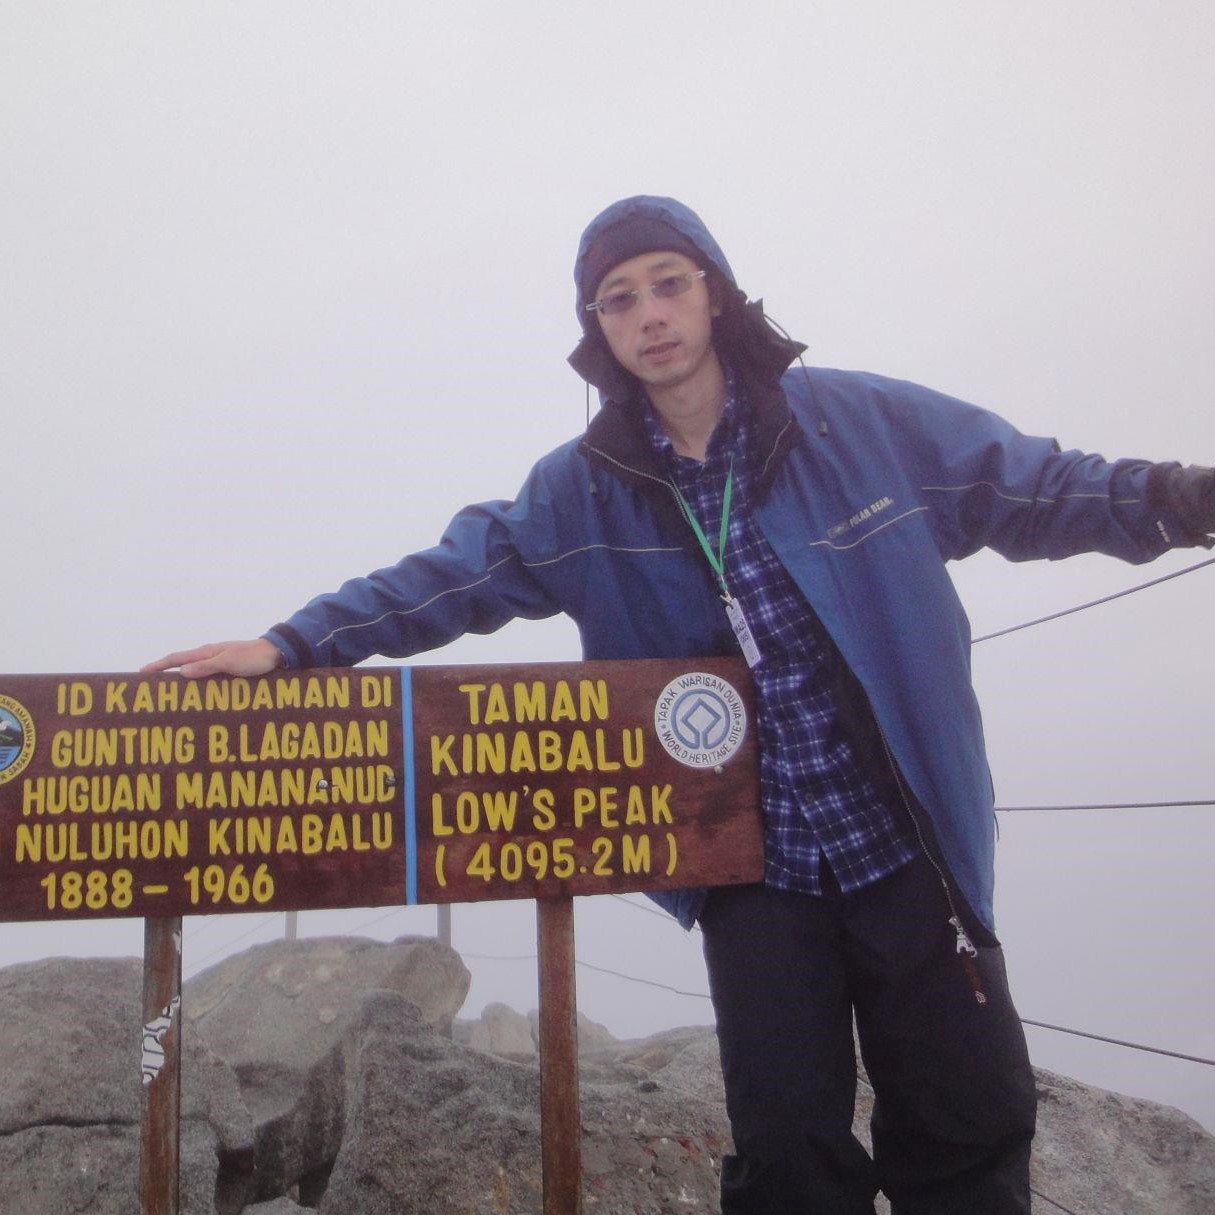 ID KAHANDAMAN DI
GUNTING B.LAGADAN
HUGUAN MANANANUD
NULUHON KINABALU
1888 – 1966
TAMAN
KINABALU
LOW'S PEAK
( 4095.2 M )
TAPAK WARISAN DUNIA
WORLD HERITAGE SITE
POLAR BEAR